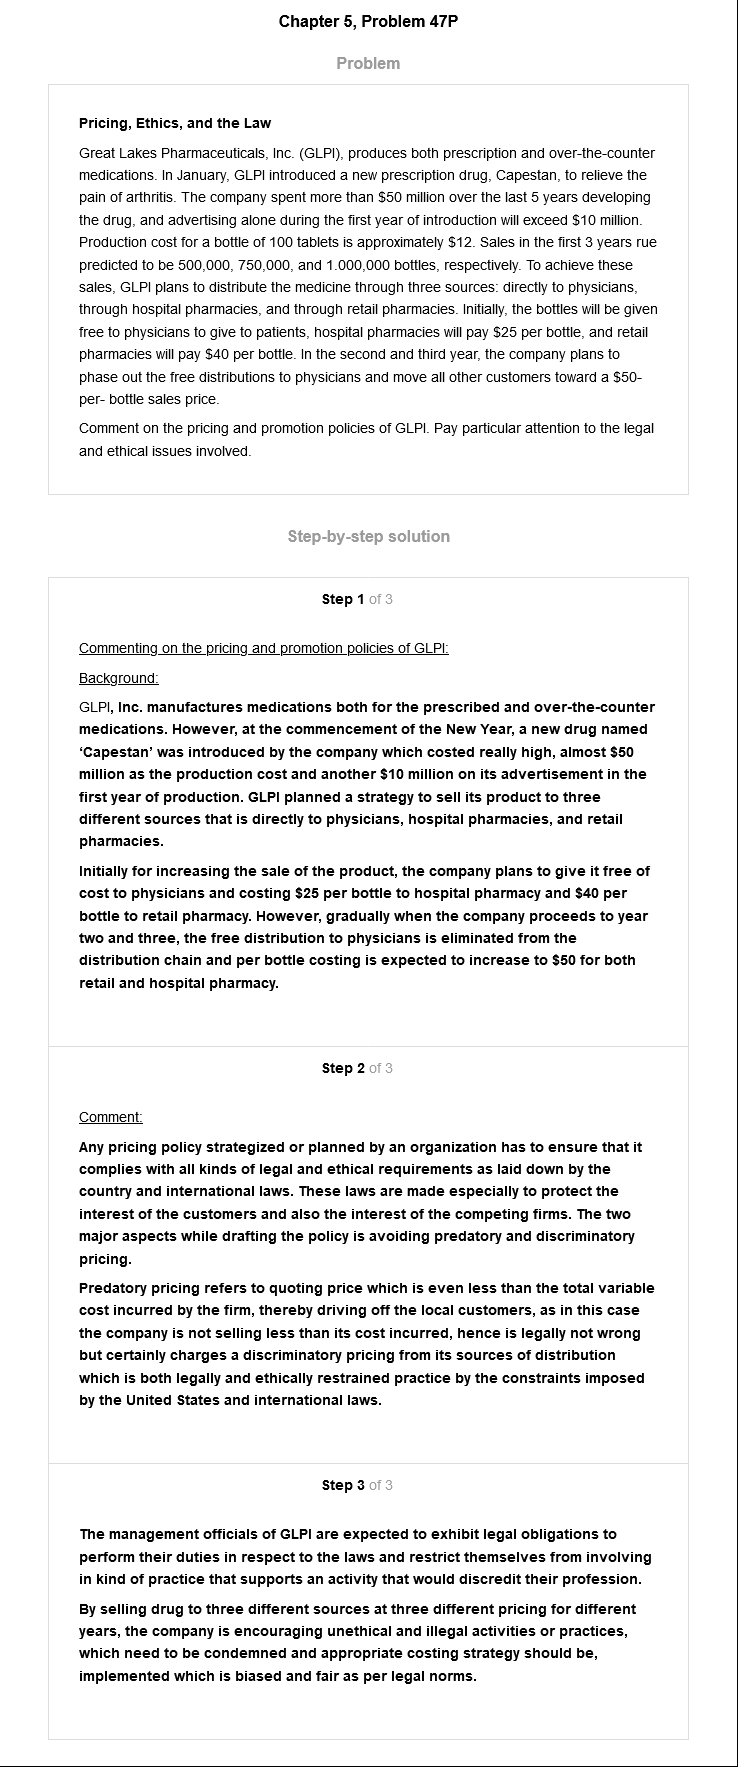 Chapter 5, Problem 47P
Problem
Pricing, Ethics, and the Law
Great Lakes Pharmaceuticals, Inc. (GLPI), produces both prescription and over-the-counter
medications. In January, GLPI introduced a new prescription drug, Capestan, to relieve the
pain of arthritis. The company spent more than $50 million over the last 5 years developing
the drug, and advertising alone during the first year of introduction will exceed $10 million.
Production cost for a bottle of 100 tablets is approximately $12. Sales in the first 3 years rue
predicted to be 500,000, 750,000, and 1.000,000 bottles, respectively. To achieve these
sales, GLPI plans to distribute the medicine through three sources: directly to physicians,
through hospital pharmacies, and through retail pharmacies. Initially, the bottles will be given
free to physicians to give to patients, hospital pharmacies will pay $25 per bottle, and retail
pharmacies will pay $40 per bottle. In the second and third year, the company plans to
phase out the free distributions to physicians and move all other customers toward a $50-
per- bottle sales price.
Comment on the pricing and promotion policies of GLPI. Pay particular attention to the legal
and ethical issues involved.
Step-by-step solution
Step 1 of 3
Commenting on the pricing and promotion policies of GLPI:
Background:
GLPI, Inc. manufactures medications both for the prescribed and over-the-counter
medications. However, at the commencement of the New Year, a new drug named
‘Capestan’ was introduced by the company which costed really high, almost $50
million as the production cost and another $10 million on its advertisement in the
first year of production. GLPI planned a strategy to sell its product to three
different sources that is directly to physicians, hospital pharmacies, and retail
pharmacies.
Initially for increasing the sale of the product, the company plans to give it free of
cost to physicians and costing $25 per bottle to hospital pharmacy and $40 per
bottle to retail pharmacy. However, gradually when the company proceeds to year
two and three, the free distribution to physicians is eliminated from the
distribution chain and per bottle costing is expected to increase to $50 for both
retail and hospital pharmacy.
Step 2 of 3
Comment:
Any pricing policy strategized or planned by an organization has to ensure that it
complies with all kinds of legal and ethical requirements as laid down by the
country and international laws. These laws are made especially to protect the
interest of the customers and also the interest of the competing firms. The two
major aspects while drafting the policy is avoiding predatory and discriminatory
pricing.
Predatory pricing refers to quoting price which is even less than the total variable
cost incurred by the firm, thereby driving off the local customers, as in this case
the company is not selling less than its cost incurred, hence is legally not wrong
but certainly charges a discriminatory pricing from its sources of distribution
which is both legally and ethically restrained practice by the constraints imposed
by the United States and international laws.
Step 3 of 3
The management officials of GLPI are expected to exhibit legal obligations to
perform their duties in respect to the laws and restrict themselves from involving
in kind of practice that supports an activity that would discredit their profession.
By selling drug to three different sources at three different pricing for different
years, the company is encouraging unethical and illegal activities or practices,
which need to be condemned and appropriate costing strategy should be,
implemented which is biased and fair as per legal norms.